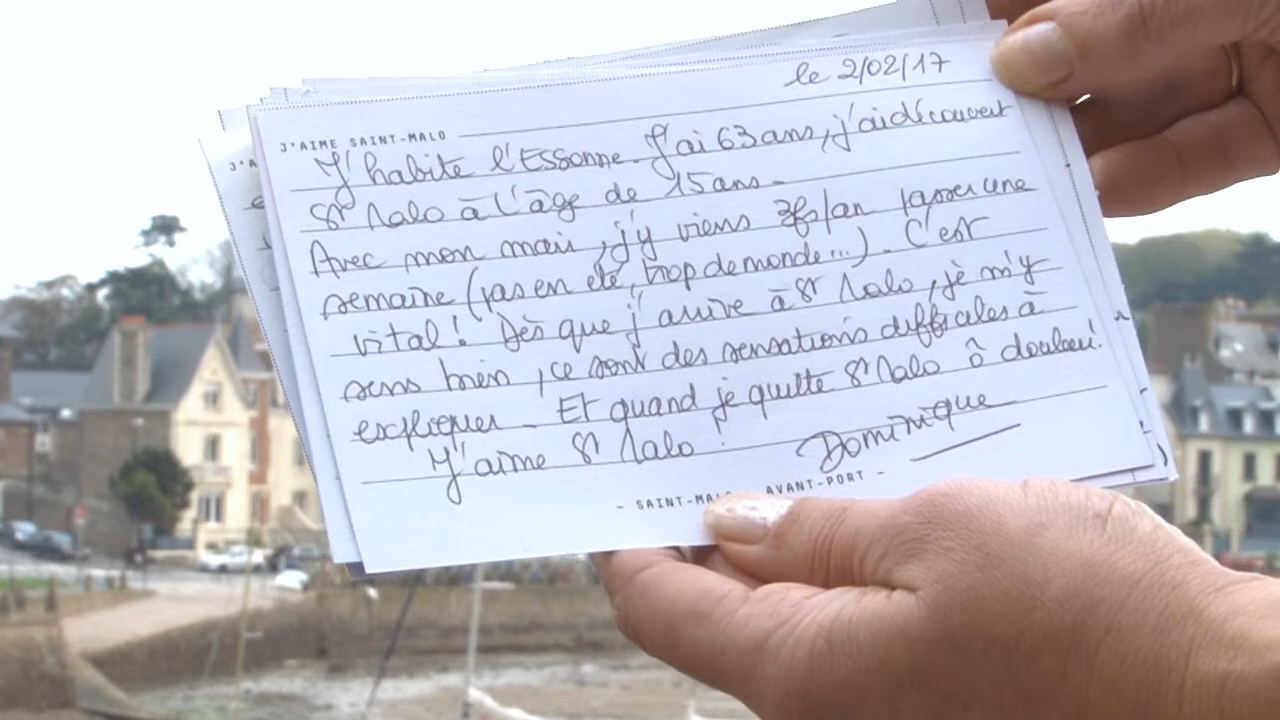 le 2/02/17
J'AIME SAINT-MALO
J'habite l'Essonne. J'ai 63 ans, j'ai découvert
St Malo à l'âge de 15 ans.
Avec mon mari, j'y viens 3fs/an passer une
semaine (pas en été, trop de monde...). C'est
vital! Dès que j'arrive à St Malo, je m'y
sens bien, ce sont des sensations difficiles à
expliquer. Et quand je quitte St Malo ô douleur!
J'aime St Malo!
Dominique
- SAINT-MALO AVANT-PORT -
J'A